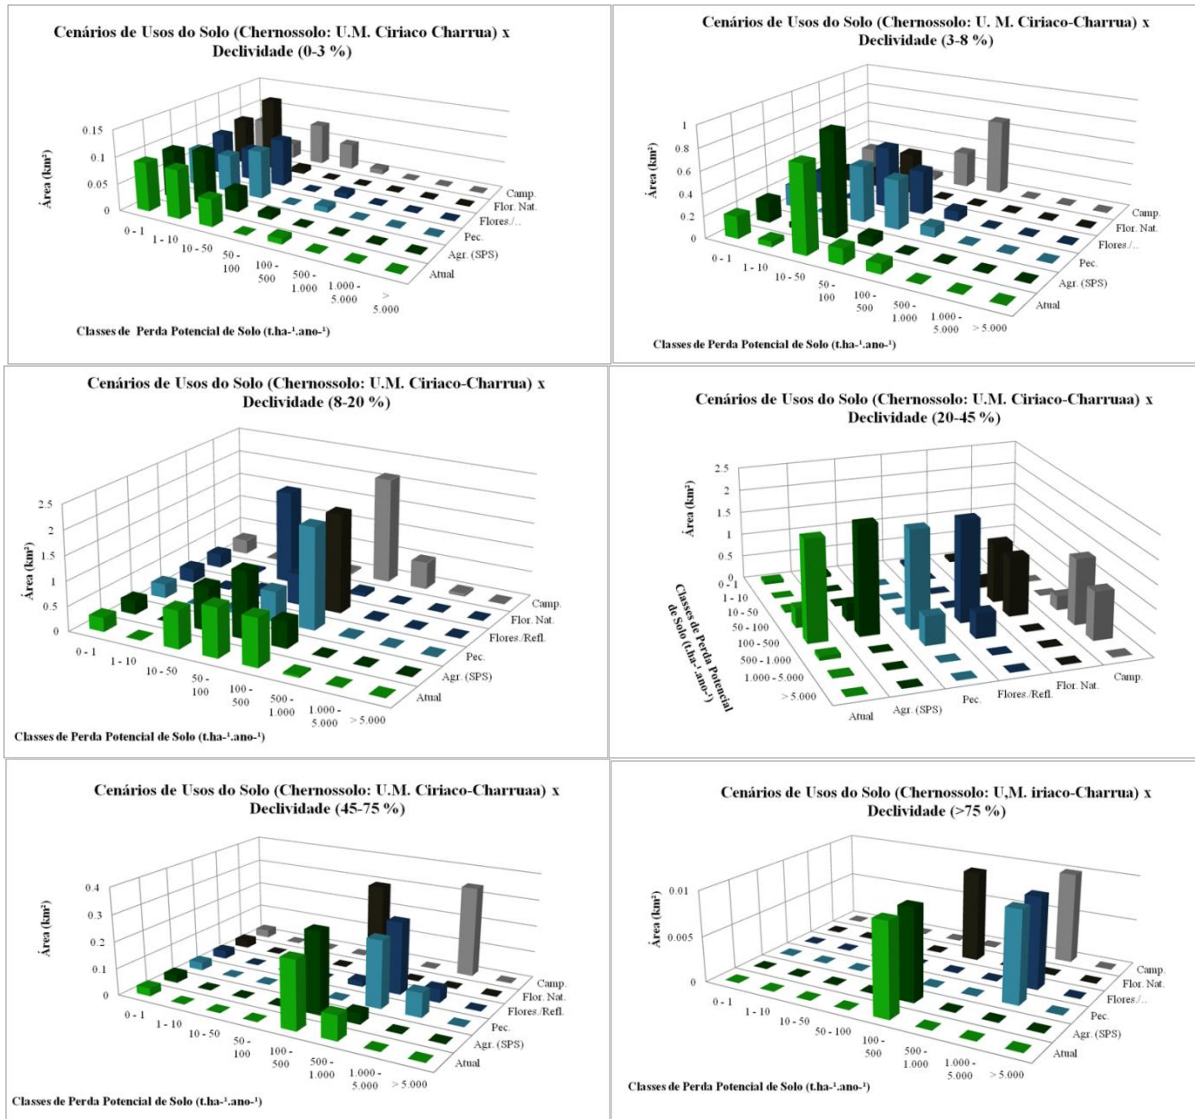 Cenários de Usos do Solo (Chernossolo: U.M. Ciriaco Charrua) x
Declividade (0-3 %)
Área (km²)
0.15
0.1
0.05
0
0 - 1
1 - 10
10 - 50
50 -
100
100 -
500
500 -
1.000
1.000 -
5.000
>
5.000
Camp.
Flor. Nat.
Flores./..
Pec.
Agr. (SPS)
Atual
Classes de Perda Potencial de Solo (t.ha-¹.ano-¹)
Cenários de Usos do Solo (Chernossolo: U. M. Ciriaco-Charrua) x
Declividade (3-8 %)
Área (km²)
1
0.8
0.6
0.4
0.2
0
0 - 1
1 - 10
10 - 50
50 -
100
100 -
500
500 -
1.000
1.000 -
5.000
> 5.000
Camp.
Flor. Nat.
Flores./..
Pec.
Agr. (SPS)
Atual
Classes de Perda Potencial de Solo (t.ha-¹.ano-¹)
Cenários de Usos do Solo (Chernossolo: U.M. Ciriaco-Charrua) x
Declividade (8-20 %)
Área (km²)
2.5
2
1.5
1
0.5
0
0 - 1
1 - 10
10 - 50
50 -
100
100 -
500
500 -
1.000
1.000 -
5.000
> 5.000
Camp.
Flor. Nat.
Flores./Refl.
Pec.
Agr. (SPS)
Atual
Classes de Perda Potencial de Solo (t.ha-¹.ano-¹)
Cenários de Usos do Solo (Chernossolo: U.M. Ciriaco-Charruaa) x
Declividade (20-45 %)
Área (km²)
2.5
2
1.5
1
0.5
0
0 - 1
1 - 10
10 - 50
50 - 100
100 - 500
500 - 1.000
1.000 - 5.000
> 5.000
Classes de Perda Potencial
de Solo (t.ha-¹.ano-¹)
Atual
Agr. (SPS)
Pec.
Flores./Refl.
Flor. Nat.
Camp.
Cenários de Usos do Solo (Chernossolo: U.M. Ciriaco-Charruaa) x
Declividade (45-75 %)
Área (km²)
0.4
0.3
0.2
0.1
0
0 - 1
1 - 10
10 - 50
50 -
100
100 -
500
500 -
1.000
1.000 -
5.000
> 5.000
Camp.
Flor. Nat.
Flores./Refl.
Pec.
Agr. (SPS)
Atual
Classes de Perda Potencial de Solo (t.ha-¹.ano-¹)
Cenários de Usos do Solo (Chernossolo: U,M. iriaco-Charrua) x
Declividade (>75 %)
Área (km²)
0.01
0.005
0
0 - 1
1 - 10
10 - 50
50 - 100
100 -
500
500 -
1.000
1.000 -
5.000
> 5.000
Camp.
Flor. Nat.
Flores./..
Pec.
Agr. (SPS)
Atual
Classes de Perda Potencial de Solo (t.ha-¹.ano-¹)